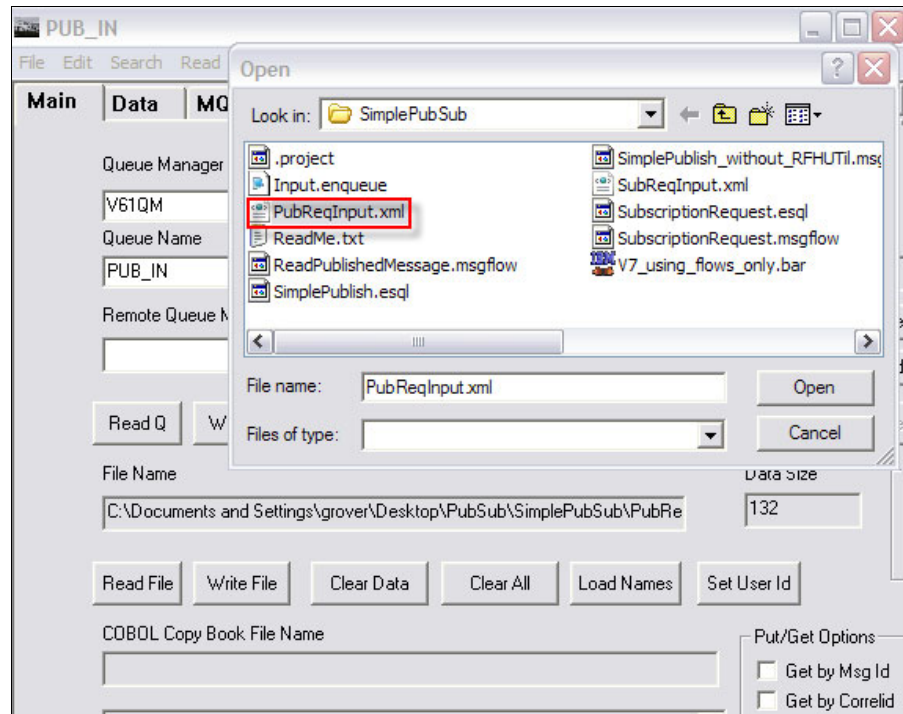 PUB_IN
File Edit Search Read
Open
Main Data MQ
Look in: SimplePubSub
.project
Input.enqueue
PubReqInput.xml
ReadMe.txt
ReadPublishedMessage.msgflow
SimplePublish.esql
SimplePublish_without_RFHUTil.msg
SubReqInput.xml
SubscriptionRequest.esql
SubscriptionRequest.msgflow
V7_using_flows_only.bar
Queue Manager
V61QM
Queue Name
PUB_IN
Remote Queue M
File name: PubReqInput.xml Open
Files of type: Cancel
Read Q W
File Name Data Size
C:\Documents and Settings\grover\Desktop\PubSub\SimplePubSub\PubRe 132
Read File Write File Clear Data Clear All Load Names Set User Id
COBOL Copy Book File Name
Put/Get Options
Get by Msg Id
Get by Correlid